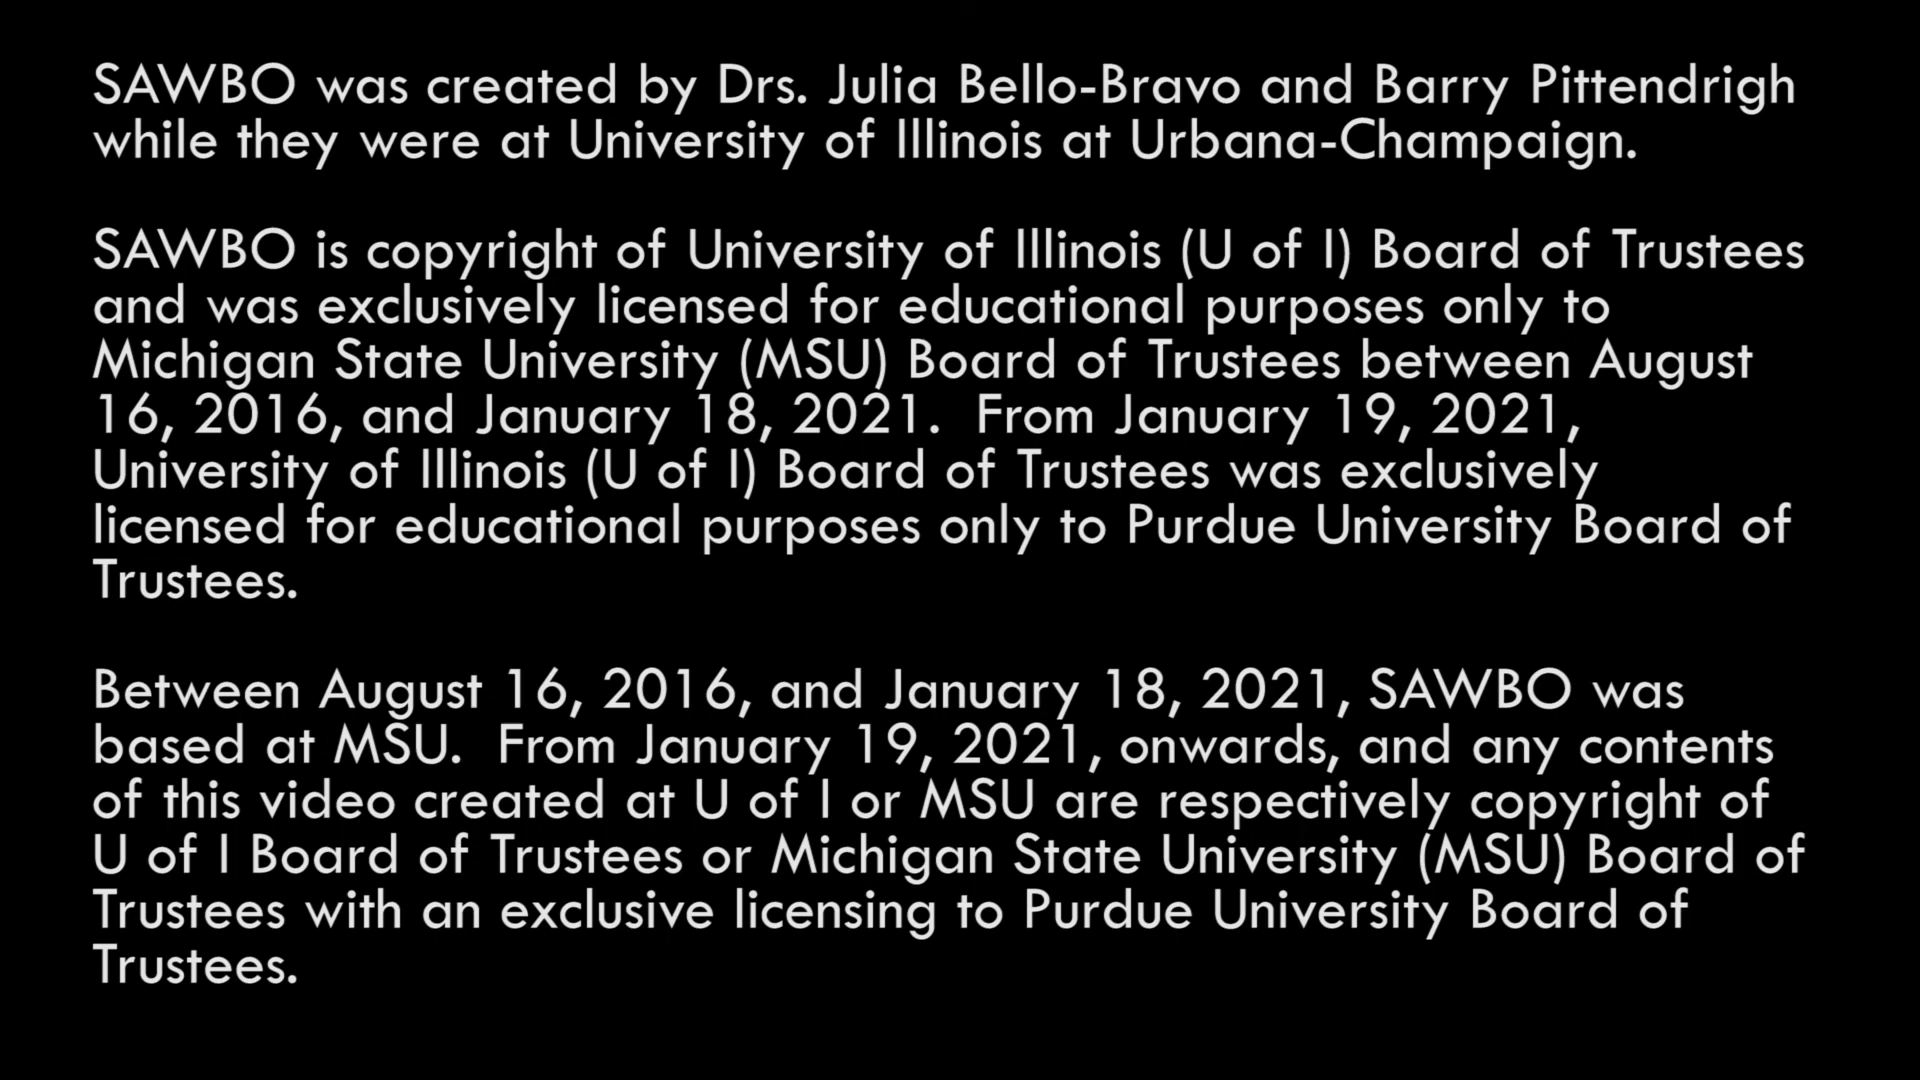 SAWBO was created by Drs. Julia Bello-Bravo and Barry Pittendrigh
while they were at University of Illinois at Urbana-Champaign.
SAWBO is copyright of University of Illinois (U of I) Board of Trustees
and was exclusively licensed for educational purposes only to
Michigan State University (MSU) Board of Trustees between August
16, 2016, and January 18, 2021.  From January 19, 2021,
University of Illinois (U of I) Board of Trustees was exclusively
licensed for educational purposes only to Purdue University Board of
Trustees.
Between August 16, 2016, and January 18, 2021, SAWBO was
based at MSU.  From January 19, 2021, onwards, and any contents
of this video created at U of I or MSU are respectively copyright of
U of I Board of Trustees or Michigan State University (MSU) Board of
Trustees with an exclusive licensing to Purdue University Board of
Trustees.